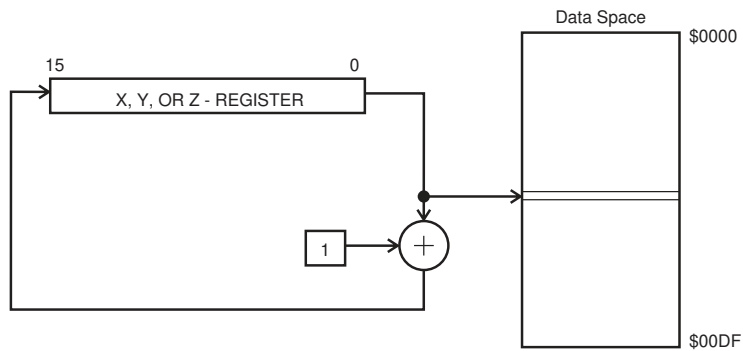 Data Space
$0000
15 0
X, Y, OR Z - REGISTER
1
+
$00DF